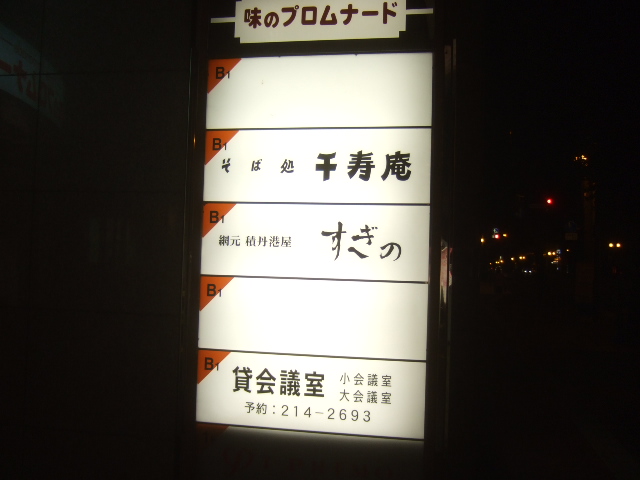 味のプロムナード
B1
B1
そば処 千寿庵
B1
網元 積丹港屋 すぎの
B1
B1
貸会議室 小会議室
大会議室
予約：214-2693